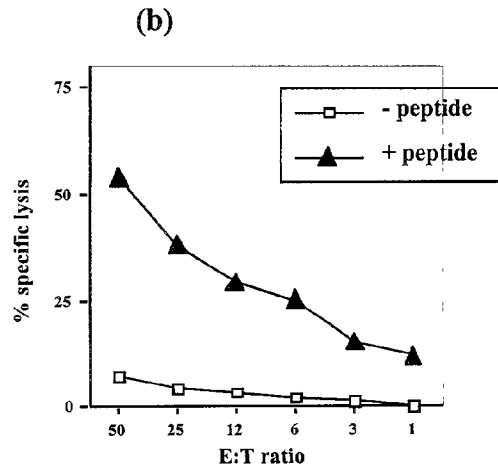 (b)
75
- peptide
+ peptide
50
% specific lysis
25
0
50 25 12 6 3 1
E:T ratio